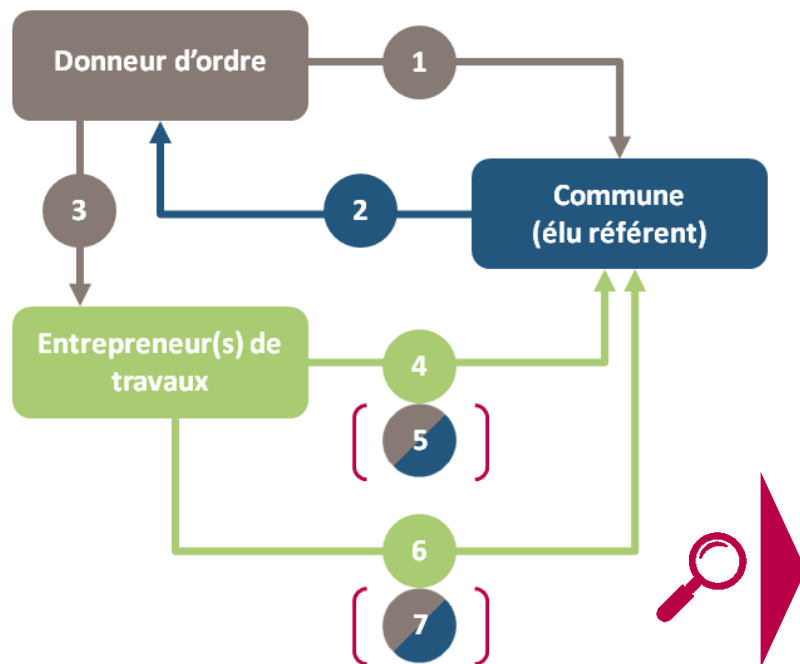 Donneur d'ordre
1
Commune
(élu référent)
2
3
Entrepreneur(s) de
travaux
4
5
6
7